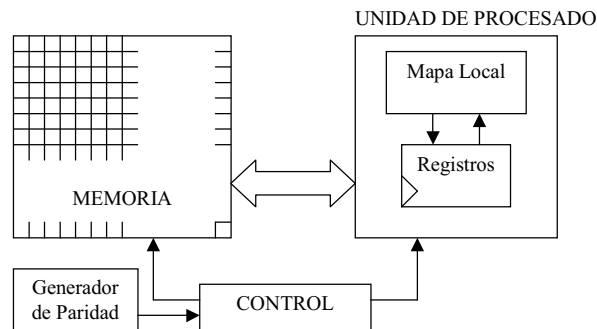 UNIDAD DE PROCESADO
Mapa Local
Registros
MEMORIA
Generador
de Paridad
CONTROL